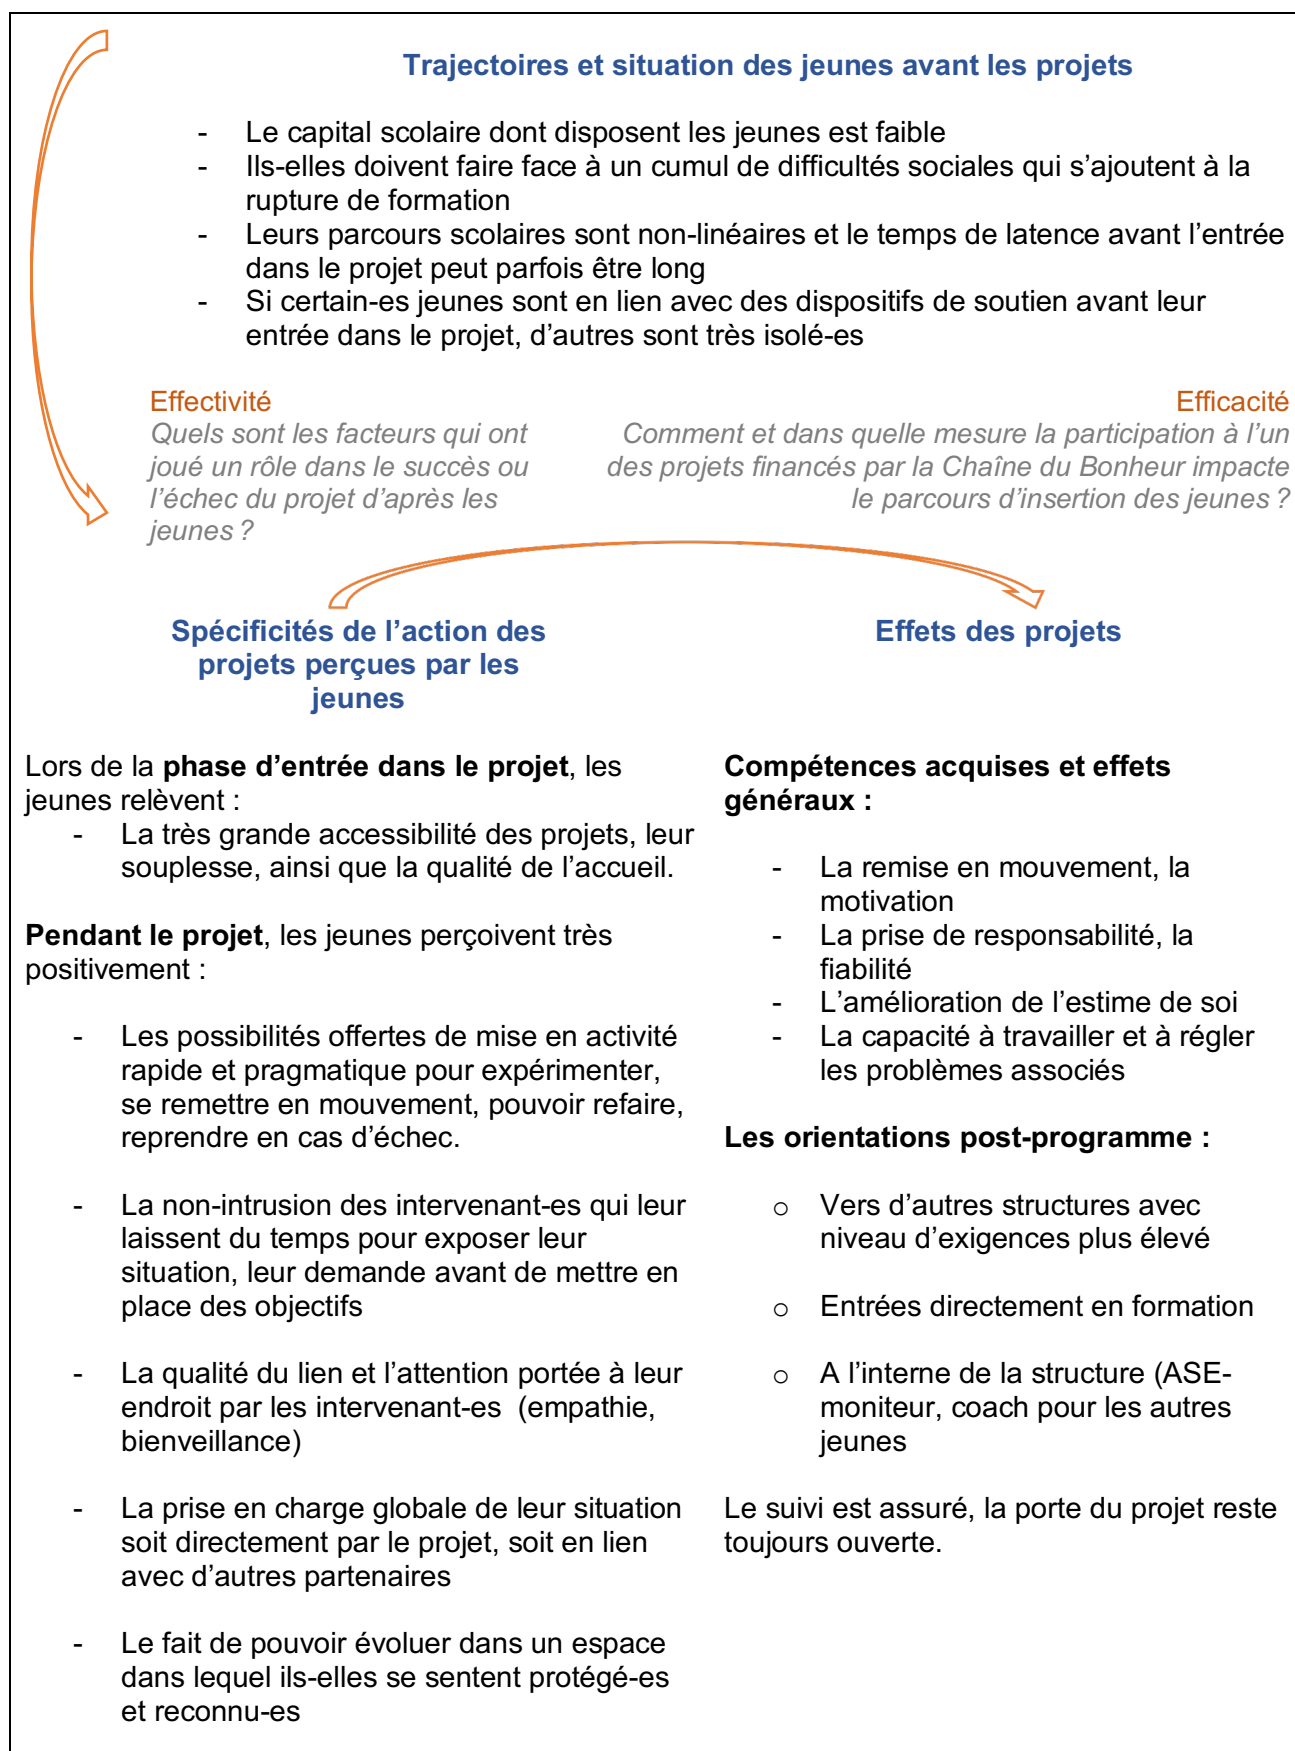 Trajectoires et situation des jeunes avant les projets
- Le capital scolaire dont disposent les jeunes est faible
- Ils-elles doivent faire face à un cumul de difficultés sociales qui s’ajoutent à la
rupture de formation
- Leurs parcours scolaires sont non-linéaires et le temps de latence avant l’entrée
dans le projet peut parfois être long
- Si certain-es jeunes sont en lien avec des dispositifs de soutien avant leur
entrée dans le projet, d’autres sont très isolé-es
Effectivité
Quels sont les facteurs qui ont
joué un rôle dans le succès ou
l’échec du projet d’après les
jeunes ?
Efficacité
Comment et dans quelle mesure la participation à l’un
des projets financés par la Chaîne du Bonheur impacte
le parcours d’insertion des jeunes ?
Spécificités de l’action des
projets perçues par les
jeunes
Lors de la phase d’entrée dans le projet, les
jeunes relèvent :
- La très grande accessibilité des projets, leur
souplesse, ainsi que la qualité de l’accueil.
Pendant le projet, les jeunes perçoivent très
positivement :
- Les possibilités offertes de mise en activité
rapide et pragmatique pour expérimenter,
se remettre en mouvement, pouvoir refaire,
reprendre en cas d’échec.
- La non-intrusion des intervenant-es qui leur
laissent du temps pour exposer leur
situation, leur demande avant de mettre en
place des objectifs
- La qualité du lien et l’attention portée à leur
endroit par les intervenant-es  (empathie,
bienveillance)
- La prise en charge globale de leur situation
soit directement par le projet, soit en lien
avec d’autres partenaires
- Le fait de pouvoir évoluer dans un espace
dans lequel ils-elles se sentent protégé-es
et reconnu-es
Effets des projets
Compétences acquises et effets
généraux :
- La remise en mouvement, la
motivation
- La prise de responsabilité, la
fiabilité
- L’amélioration de l’estime de soi
- La capacité à travailler et à régler
les problèmes associés
Les orientations post-programme :
o Vers d’autres structures avec
niveau d’exigences plus élevé
o Entrées directement en formation
o A l’interne de la structure (ASE-
moniteur, coach pour les autres
jeunes
Le suivi est assuré, la porte du projet reste
toujours ouverte.